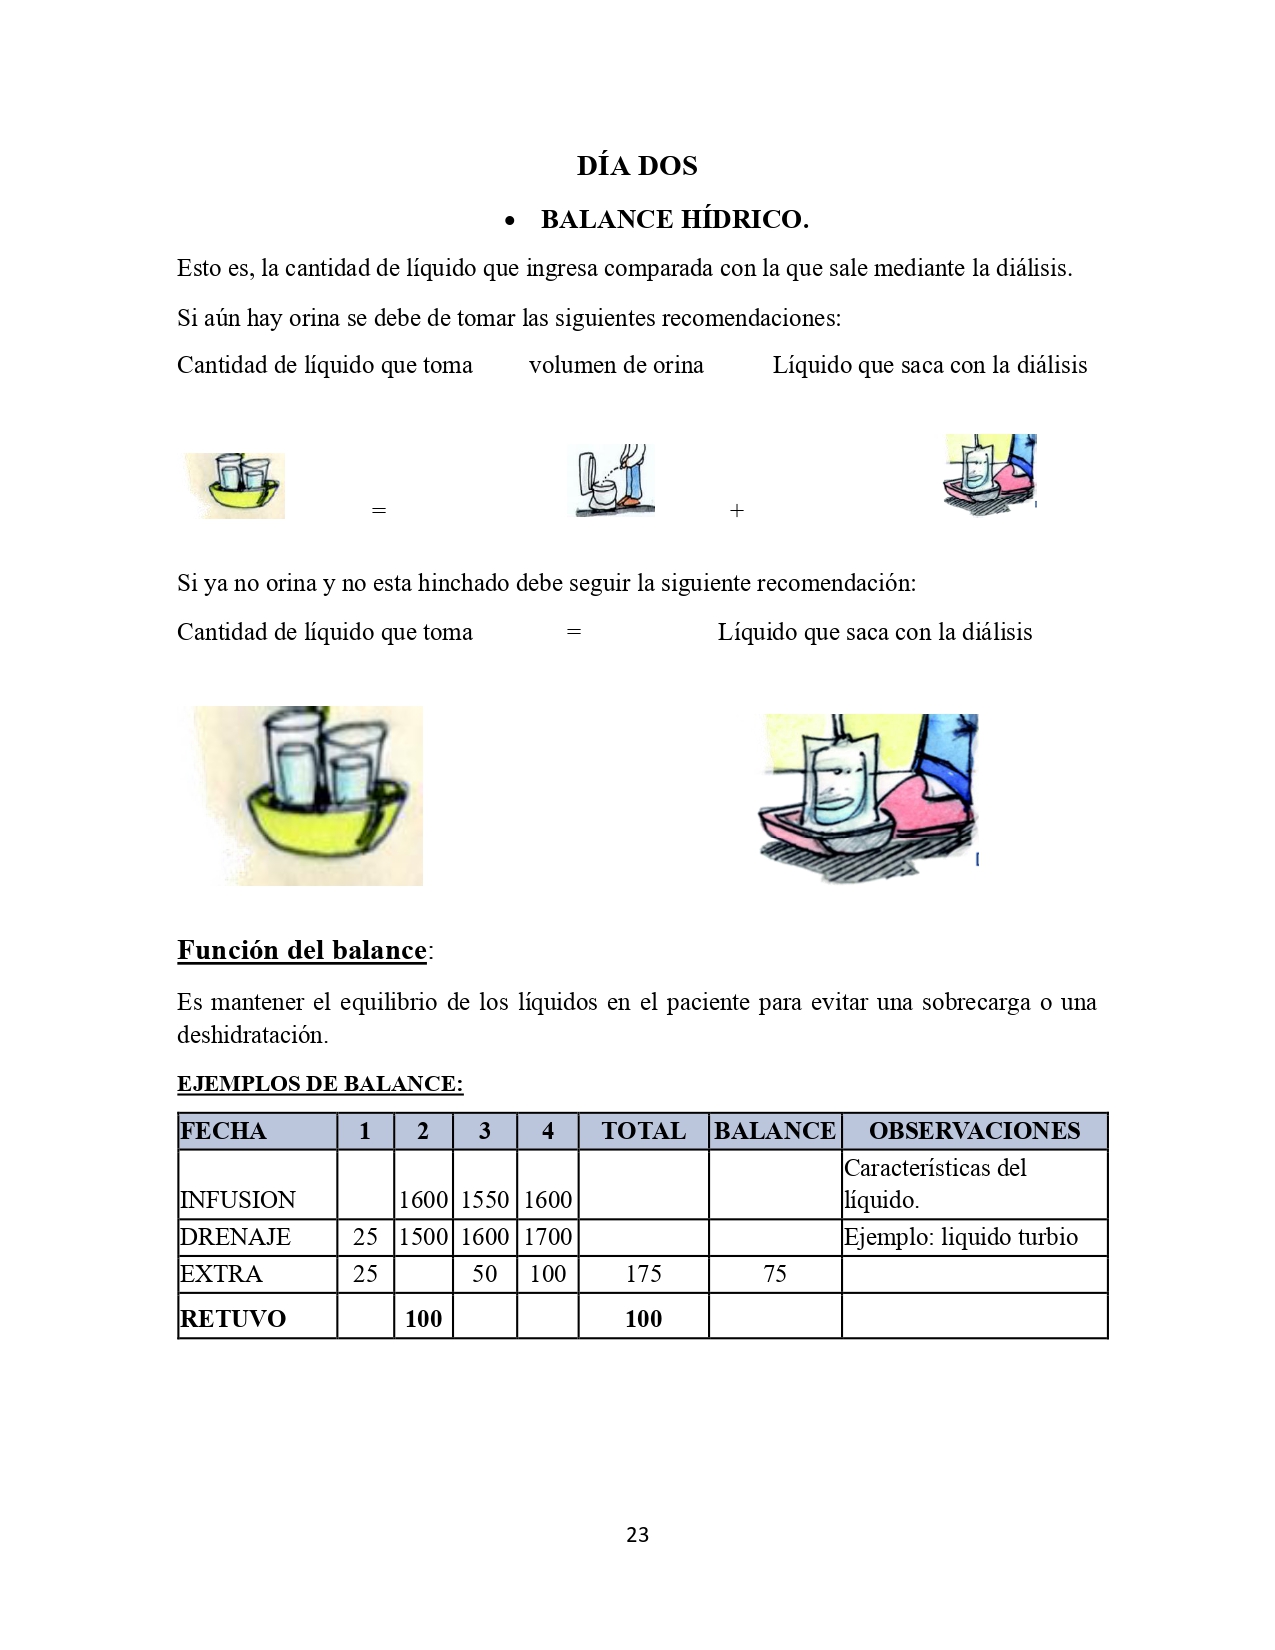 DÍA DOS
• BALANCE HÍDRICO.
Esto es, la cantidad de líquido que ingresa comparada con la que sale mediante la diálisis.
Si aún hay orina se debe de tomar las siguientes recomendaciones:
Cantidad de líquido que toma volumen de orina Líquido que saca con la diálisis
= +
Si ya no orina y no esta hinchado debe seguir la siguiente recomendación:
Cantidad de líquido que toma = Líquido que saca con la diálisis
Función del balance:
Es mantener el equilibrio de los líquidos en el paciente para evitar una sobrecarga o una
deshidratación.
EJEMPLOS DE BALANCE:
FECHA 1 2 3 4 TOTAL BALANCE OBSERVACIONES
Características del
INFUSION 1600 1550 1600 líquido.
DRENAJE 25 1500 1600 1700 Ejemplo: liquido turbio
EXTRA 25 50 100 175 75
RETUVO 100 100
23